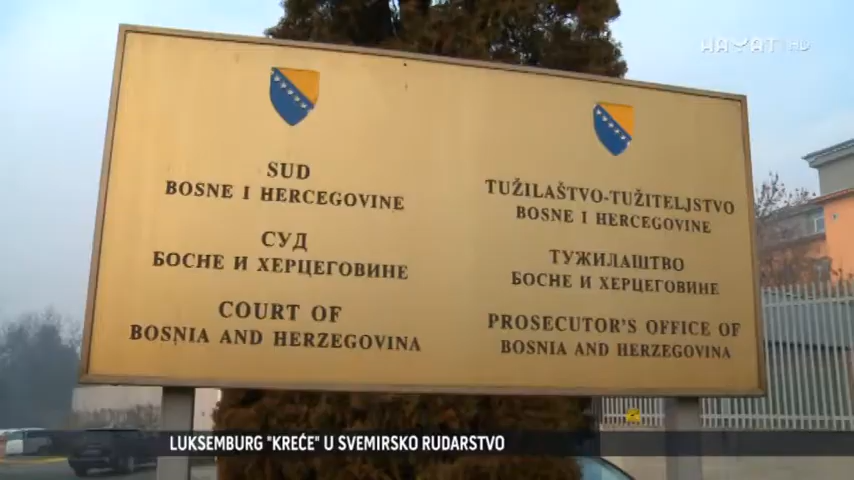 HAYAT HD
SUD
BOSNE I HERCEGOVINE
СУД
БОСНЕ И ХЕРЦЕГОВИНЕ
COURT OF
BOSNIA AND HERZEGOVINA
TUŽILAŠTVO-TUŽITELJSTVO
BOSNE I HERCEGOVINE
ТУЖИЛАШТВО
БОСНЕ И ХЕРЦЕГОВИНЕ
PROSECUTOR'S OFFICE OF
BOSNIA AND HERZEGOVINA
LUKSEMBURG "KREĆE" U SVEMIRSKO RUDARSTVO